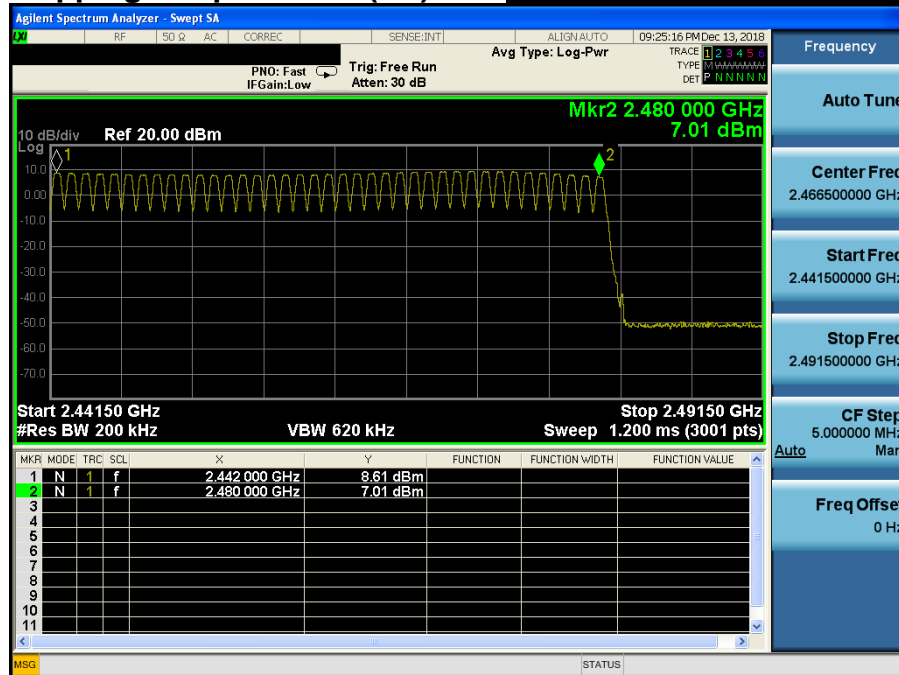 Agilent Spectrum Analyzer - Swept SA
LXI RF 50 Ω AC CORREC SENSE:INT ALIGN AUTO 09:25:16 PM Dec 13, 2018
Frequency
Avg Type: Log-Pwr
TRACE 1 2 3 4 5 6
PNO: Fast Trig: Free Run
TYPE M WWWWW
IFGain:Low Atten: 30 dB
DET P N N N N N
Auto Tune
Mkr2 2.480 000 GHz
7.01 dBm
10 dB/div Ref 20.00 dBm
Log
1
2
10.0
0.00
-10.0
-20.0
-30.0
-40.0
-50.0
-60.0
-70.0
Center Freq
2.466500000 GHz
Start Freq
2.441500000 GHz
Stop Freq
2.491500000 GHz
Start 2.44150 GHz Stop 2.49150 GHz
#Res BW 200 kHz VBW 620 kHz Sweep 1.200 ms (3001 pts)
CF Step
5.000000 MHz
Auto Man
MKR MODE TRC SCL X Y FUNCTION FUNCTION WIDTH FUNCTION VALUE
1 N 1 f 2.442 000 GHz 8.61 dBm
2 N 1 f 2.480 000 GHz 7.01 dBm
3
4
5
6
7
8
9
10
11
Freq Offset
0 Hz
MSG STATUS